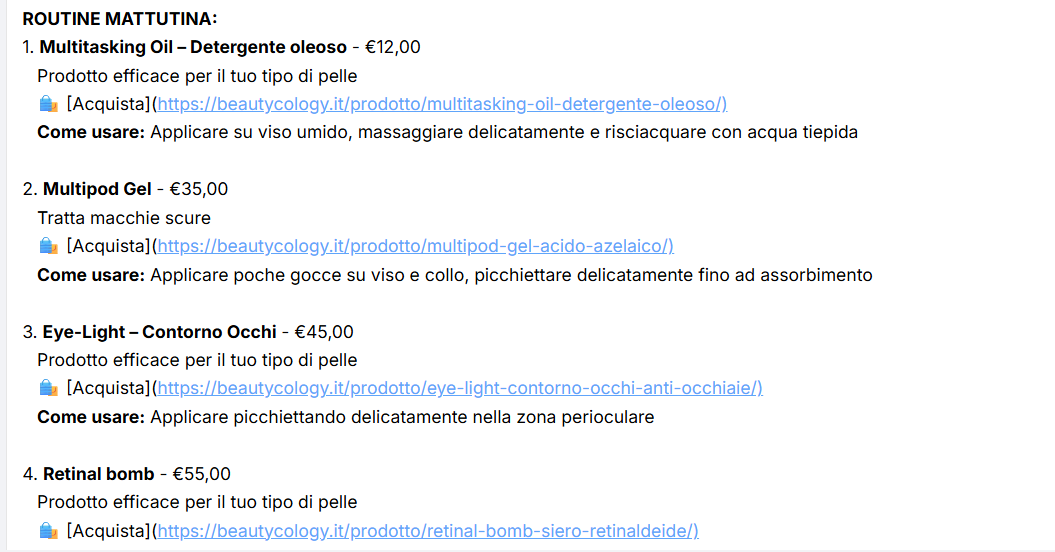 ROUTINE MATTUTINA:
1. Multitasking Oil – Detergente oleoso - €12,00
Prodotto efficace per il tuo tipo di pelle
🛍️ [Acquista](https://beautycology.it/prodotto/multitasking-oil-detergente-oleoso/)
Come usare: Applicare su viso umido, massaggiare delicatamente e risciacquare con acqua tiepida
2. Multipod Gel - €35,00
Tratta macchie scure
🛍️ [Acquista](https://beautycology.it/prodotto/multipod-gel-acido-azelaico/)
Come usare: Applicare poche gocce su viso e collo, picchiettare delicatamente fino ad assorbimento
3. Eye-Light – Contorno Occhi - €45,00
Prodotto efficace per il tuo tipo di pelle
🛍️ [Acquista](https://beautycology.it/prodotto/eye-light-contorno-occhi-anti-occhiaie/)
Come usare: Applicare picchiettando delicatamente nella zona perioculare
4. Retinal bomb - €55,00
Prodotto efficace per il tuo tipo di pelle
🛍️ [Acquista](https://beautycology.it/prodotto/retinal-bomb-siero-retinaldeide/)